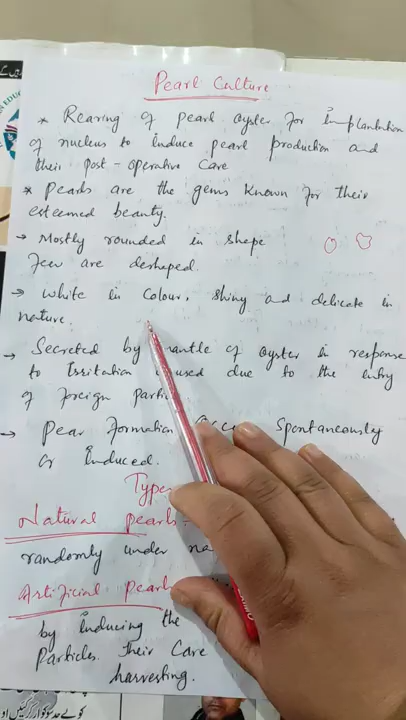 Pearl Culture
* Rearing of pearl oyster for implantation
of nucleus to induce pearl production and
their post-operative care
* Pearls are the gems known for their
esteemed beauty.
→ Mostly rounded in shape
Few are deshaped.
→ White in Colour, shiny and delicate in
nature.
→ Secreted by mantle of oyster in response
to Irritation used due to the entry
of foreign
→ Pear Formation Spontaneously
or Induced.
Type
Natural pearls
randomly under
Artificial pearls
by inducing the
Particles. Their Care
harvesting.